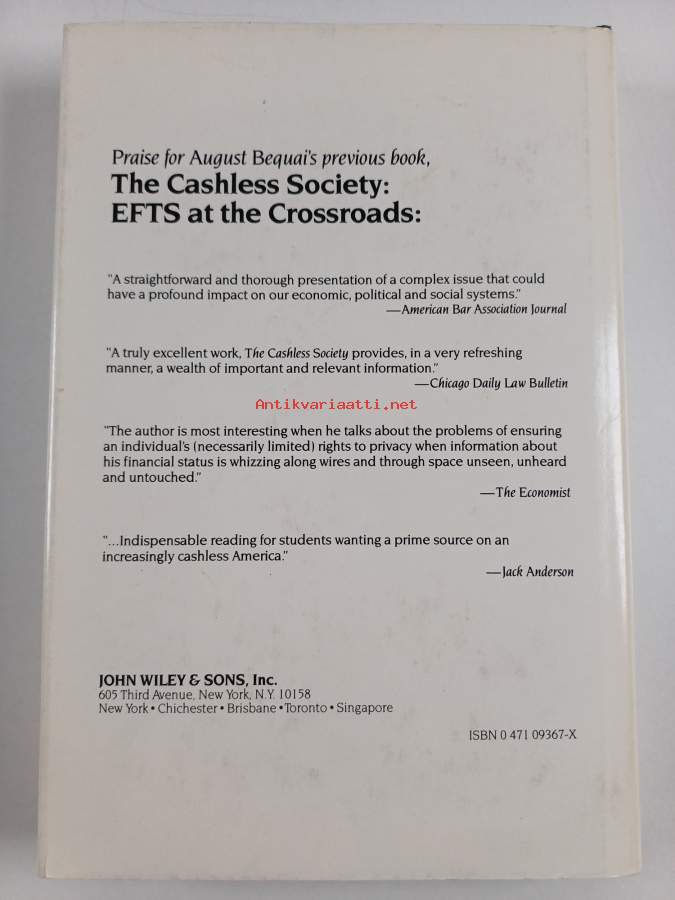 Praise for August Bequai's previous book,
The Cashless Society:
EFTS at the Crossroads:
"A straightforward and thorough presentation of a complex issue that could
have a profound impact on our economic, political and social systems."
—American Bar Association Journal
"A truly excellent work, The Cashless Society provides, in a very refreshing
manner, a wealth of important and relevant information."
—Chicago Daily Law Bulletin
Antikvariaatti.net
"The author is most interesting when he talks about the problems of ensuring
an individual's (necessarily limited) rights to privacy when information about
his financial status is whizzing along wires and through space unseen, unheard
and untouched."
—The Economist
"...Indispensable reading for students wanting a prime source on an
increasingly cashless America."
—Jack Anderson
JOHN WILEY & SONS, Inc.
605 Third Avenue, New York, N.Y. 10158
New York • Chichester • Brisbane • Toronto • Singapore
ISBN 0 471 09367-X